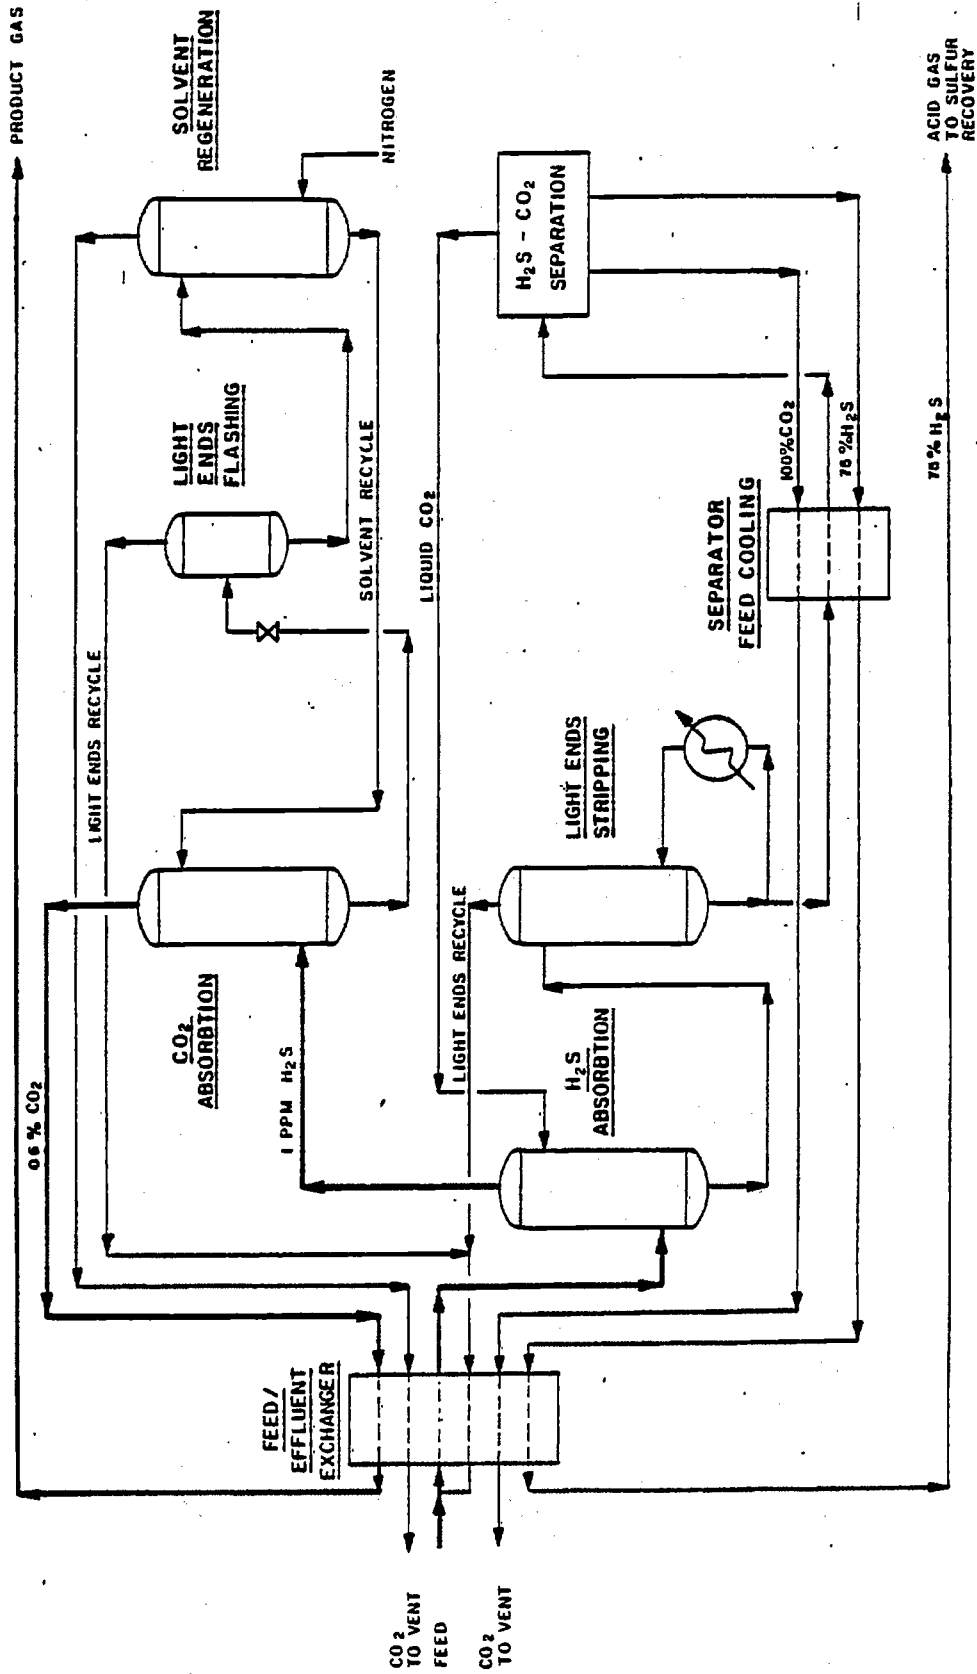 PRODUCT GAS
SOLVENT
REGENERATION
NITROGEN
LIGHT
ENDS
FLASHING
SOLVENT RECYCLE
LIGHT ENDS RECYCLE
CO2
ABSORBTION
06% CO2
1 PPM H2S
FEED/
EFFLUENT
EXCHANGER
CO2
TO VENT
FEED
CO2
TO VENT
H2S - CO2
SEPARATION
LIQUID CO2
LIGHT ENDS RECYCLE
H2S
ABSORBTION
LIGHT ENDS
STRIPPING
SEPARATOR
FEED COOLING
100%CO2
75%H2S
75%H2S
ACID GAS
TO SULFUR
RECOVERY